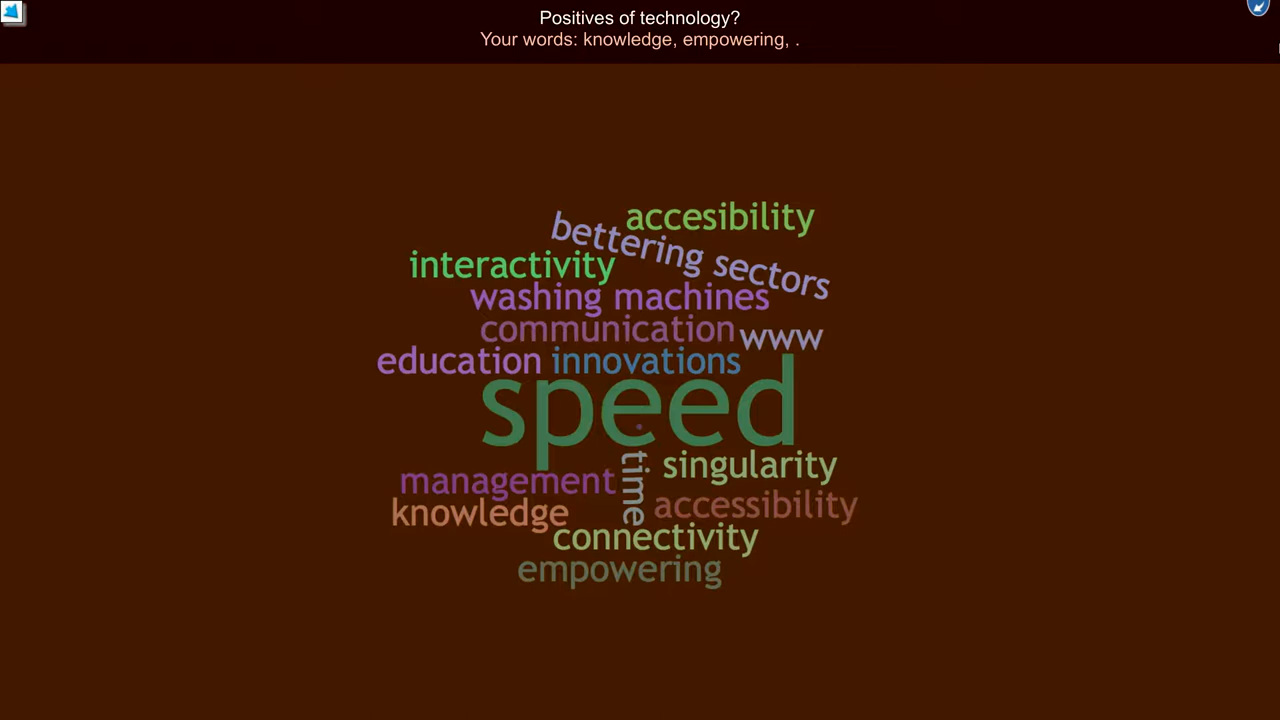 Positives of technology?
Your words: knowledge, empowering, .
accesibility
bettering sectors
interactivity
washing machines
communication
www
education
innovations
speed
singularity
management
time
accessibility
knowledge
connectivity
empowering